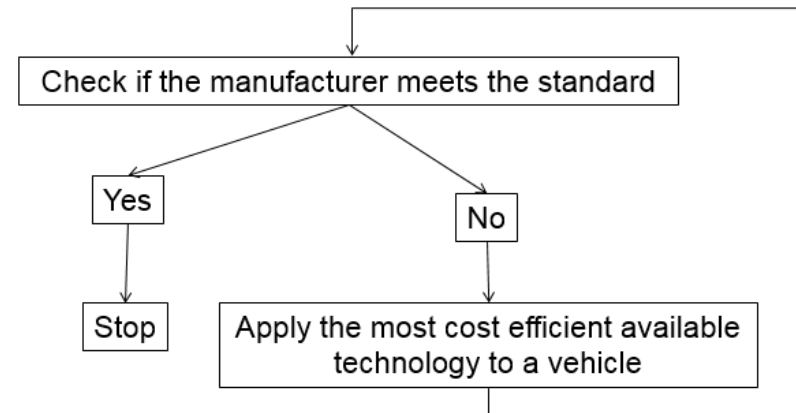 Check if the manufacturer meets the standard
Yes
No
Stop
Apply the most cost efficient available
technology to a vehicle